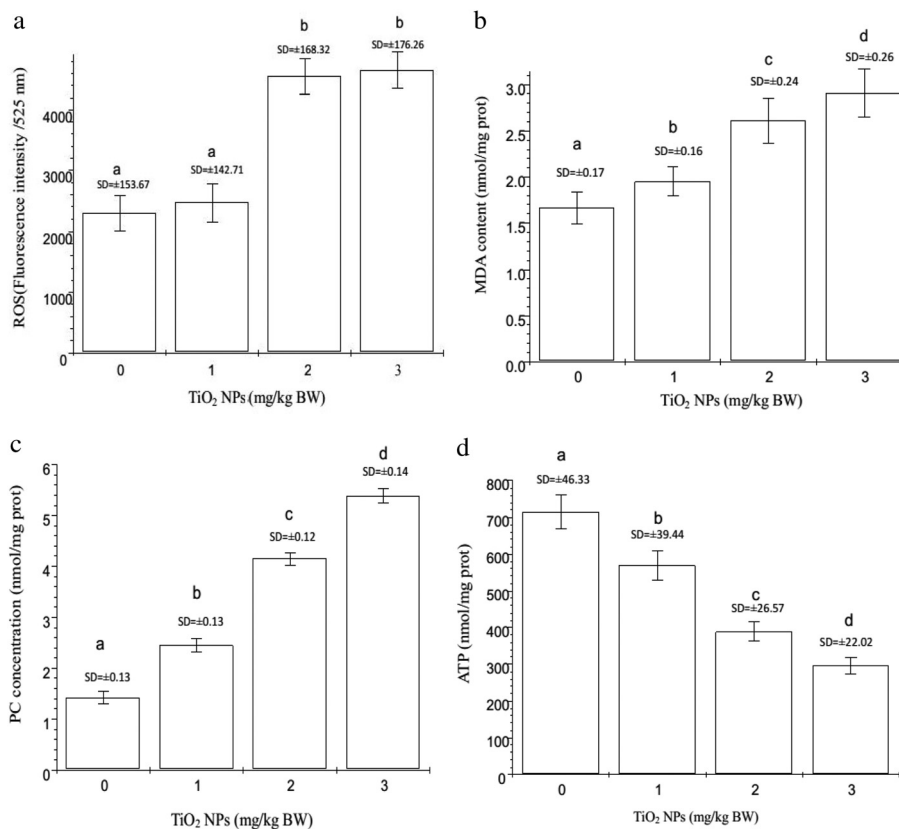 a
b
b
SD=±168.32
SD=±176.26
a
a
SD=±153.67
SD=±142.71
ROS(Fluorescence intensity /525 nm)
4000
3000
2000
1000
0
0 1 2 3
TiO2 NPs (mg/kg BW)
b
d
c
SD=±0.26
SD=±0.24
b
a
SD=±0.16
SD=±0.17
MDA content (nmol/mg prot)
3.0
2.5
2.0
1.5
1.0
0.5
0.0
0 1 2 3
TiO2 NPs (mg/kg BW)
c
d
SD=±0.14
c
SD=±0.12
b
SD=±0.13
a
SD=±0.13
PC concentration (nmol/mg prot)
6
5
4
3
2
1
0
0 1 2 3
TiO2 NPs (mg/kg BW)
d
a
SD=±46.33
b
SD=±39.44
c
SD=±26.57
d
SD=±22.02
ATP (nmol/mg prot)
800
700
600
500
400
300
200
100
0
0 1 2 3
TiO2 NPs (mg/kg BW)